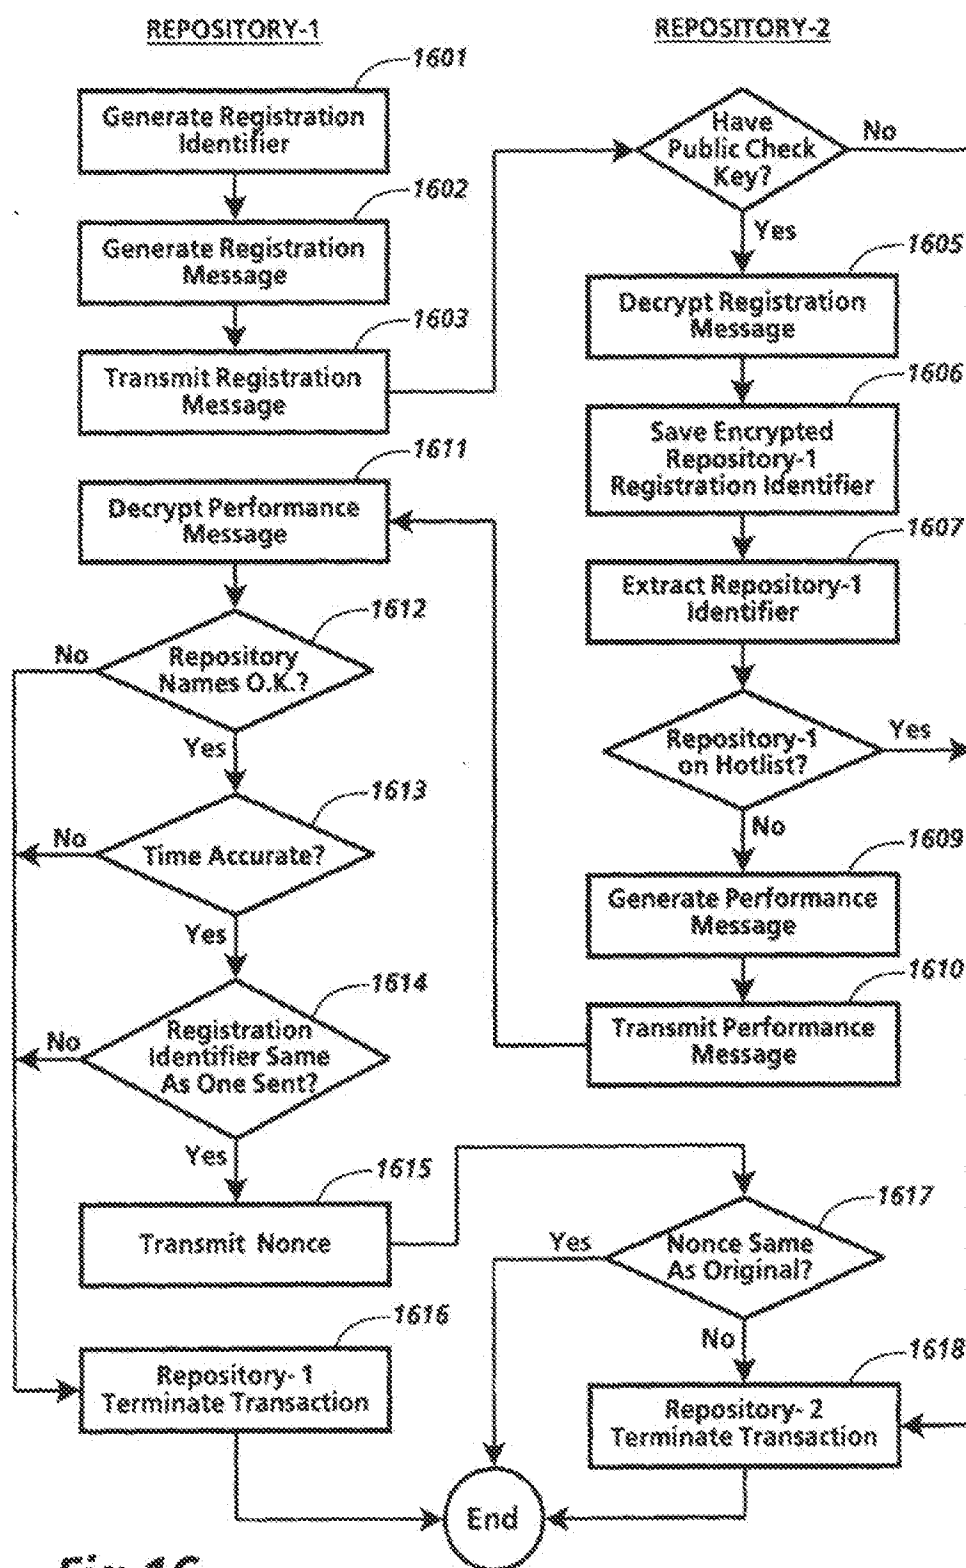 REPOSITORY-1
1601
Generate Registration
Identifier
1602
Generate Registration
Message
1603
Transmit Registration
Message
1611
Decrypt Performance
Message
1612
Repository
Names O.K.?
No
Yes
1613
Time Accurate?
No
Yes
1614
Registration
Identifier Same
As One Sent?
No
Yes
1615
Transmit Nonce
1616
Repository- 1
Terminate Transaction
REPOSITORY-2
Have
Public Check
Key?
No
Yes
1605
Decrypt Registration
Message
1606
Save Encrypted
Repository-1
Registration Identifier
1607
Extract Repository-1
Identifier
Repository-1
on Hotlist?
Yes
No
1609
Generate Performance
Message
1610
Transmit Performance
Message
1617
Nonce Same
As Original?
Yes
No
1618
Repository- 2
Terminate Transaction
End